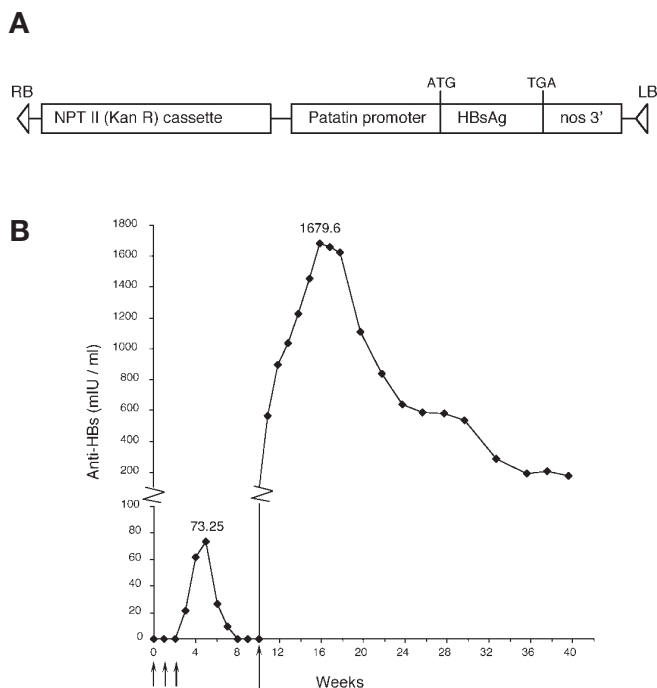 A
RB
ATG
TGA
LB
NPT II (Kan R) cassette
Patatin promoter
HBsAg
nos 3'
B
Anti-HBs (mIU / ml)
1800
1600
1400
1200
1000
800
600
400
200
100
80
60
40
20
0
1679.6
73.25
0 4 8 12 16 20 24 28 32 36 40
Weeks